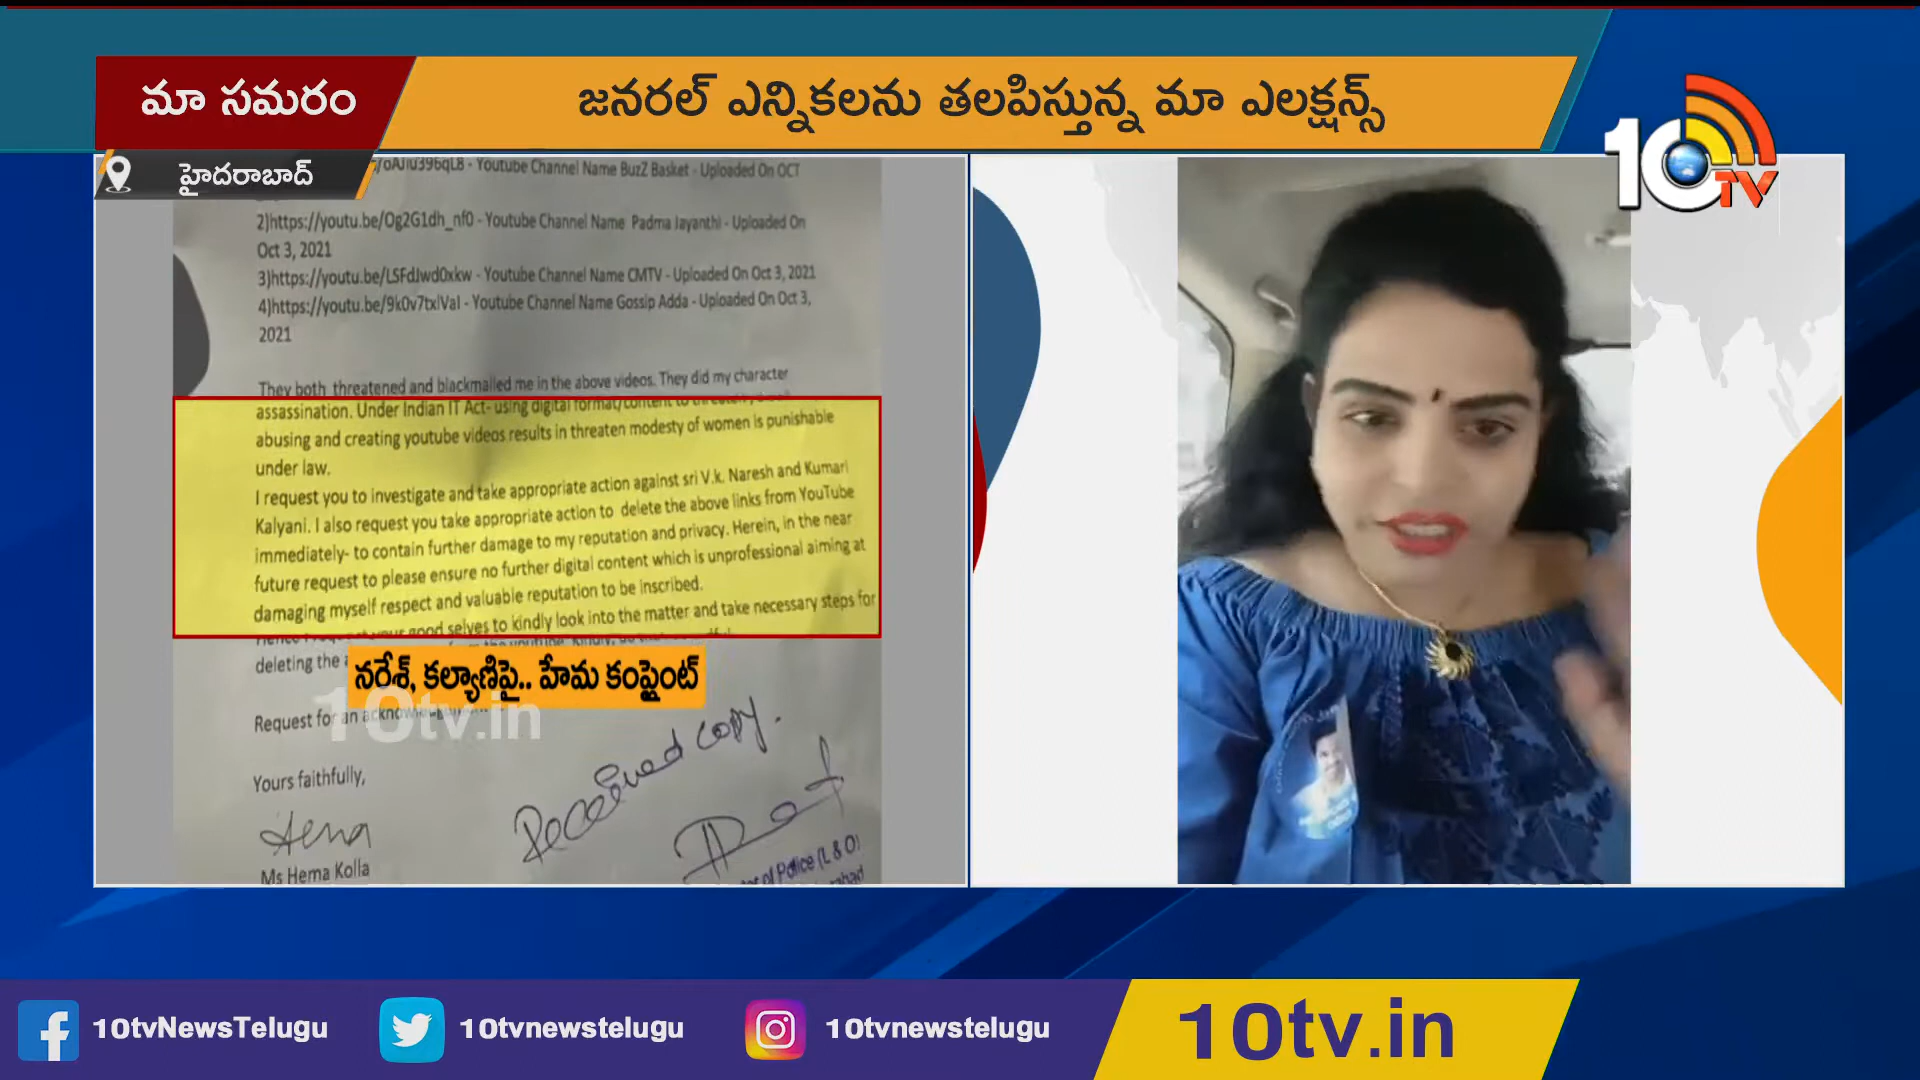 మా సమరం
జనరల్ ఎన్నికలను తలపిస్తున్న మా ఎలక్షన్స్
10TV
హైదరాబాద్
/oAJiu396qL8 - Youtube Channel Name BuzZ Basket - Uploaded On OCT
2)https://youtu.be/Og2G1dh_nf0 - Youtube Channel Name Padma Jayanthi - Uploaded On
Oct 3, 2021
3)https://youtu.be/LSFdJwd0xkw - Youtube Channel Name CMTV - Uploaded On Oct 3, 2021
4)https://youtu.be/9k0v7txIVaI - Youtube Channel Name Gossip Adda - Uploaded On Oct 3,
2021
They both threatened and blackmailed me in the above videos. They did my character
assassination. Under Indian IT Act- using digital format/content to
abusing and creating youtube videos results in threaten modesty of women is punishable
under law.
I request you to investigate and take appropriate action against sri V.k. Naresh and Kumari
Kalyani. I also request you take appropriate action to delete the above links from YouTube
immediately- to contain further damage to my reputation and privacy. Herein, in the near
future request to please ensure no further digital content which is unprofessional aiming at
damaging myself respect and valuable reputation to be inscribed.
good selves to kindly look into the matter and take necessary steps for
deleting the
నరేశ్, కల్యాణిపై.. హేమ కంప్లైంట్
10tv.in
Request for an
Yours faithfully,
Hema
Ms Hema Kolla
Received copy.
of Police (L & O)
10tvNewsTelugu
10tvnewstelugu
10tvnewstelugu
10tv.in